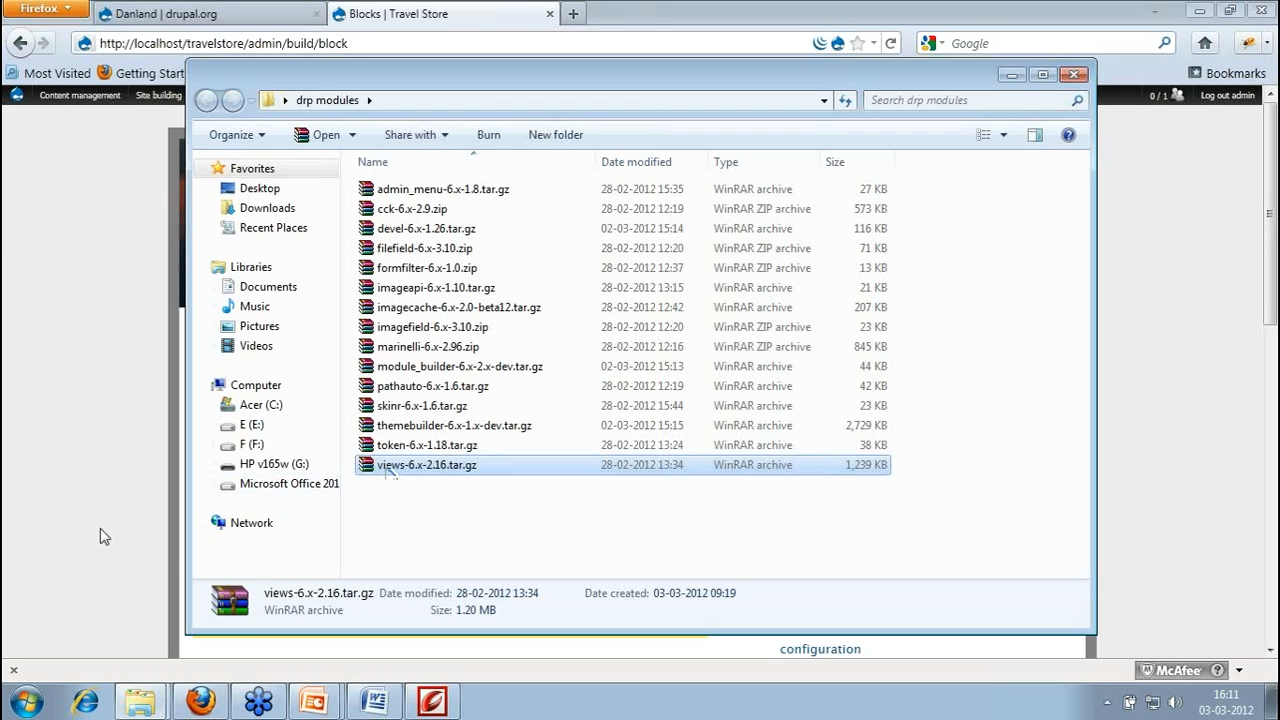 Firefox
Danland | drupal.org
Blocks | Travel Store
http://localhost/travelstore/admin/build/block
Google
Most Visited
Getting Start
Bookmarks
Content management
Site building
0 / 1
Log out admin
drp modules
Search drp modules
Organize
Open
Share with
Burn
New folder
Name
Date modified
Type
Size
Favorites
Desktop
Downloads
Recent Places
Libraries
Documents
Music
Pictures
Videos
Computer
Acer (C:)
E (E:)
F (F:)
HP v165w (G:)
Microsoft Office 201
Network
admin_menu-6.x-1.8.tar.gz 28-02-2012 15:35 WinRAR archive 27 KB
cck-6.x-2.9.zip 28-02-2012 12:19 WinRAR ZIP archive 573 KB
devel-6.x-1.26.tar.gz 02-03-2012 15:14 WinRAR archive 116 KB
filefield-6.x-3.10.zip 28-02-2012 12:20 WinRAR ZIP archive 71 KB
formfilter-6.x-1.0.zip 28-02-2012 12:37 WinRAR ZIP archive 13 KB
imageapi-6.x-1.10.tar.gz 28-02-2012 13:15 WinRAR archive 21 KB
imagecache-6.x-2.0-beta12.tar.gz 28-02-2012 12:42 WinRAR archive 207 KB
imagefield-6.x-3.10.zip 28-02-2012 12:20 WinRAR ZIP archive 23 KB
marinelli-6.x-2.96.zip 28-02-2012 12:16 WinRAR ZIP archive 845 KB
module_builder-6.x-2.x-dev.tar.gz 02-03-2012 15:13 WinRAR archive 44 KB
pathauto-6.x-1.6.tar.gz 28-02-2012 12:19 WinRAR archive 42 KB
skinr-6.x-1.6.tar.gz 28-02-2012 15:44 WinRAR archive 23 KB
themebuilder-6.x-1.x-dev.tar.gz 02-03-2012 15:15 WinRAR archive 2,729 KB
token-6.x-1.18.tar.gz 28-02-2012 13:24 WinRAR archive 38 KB
views-6.x-2.16.tar.gz 28-02-2012 13:34 WinRAR archive 1,239 KB
views-6.x-2.16.tar.gz Date modified: 28-02-2012 13:34 Date created: 03-03-2012 09:19
WinRAR archive Size: 1.20 MB
configuration
McAfee
16:11
03-03-2012